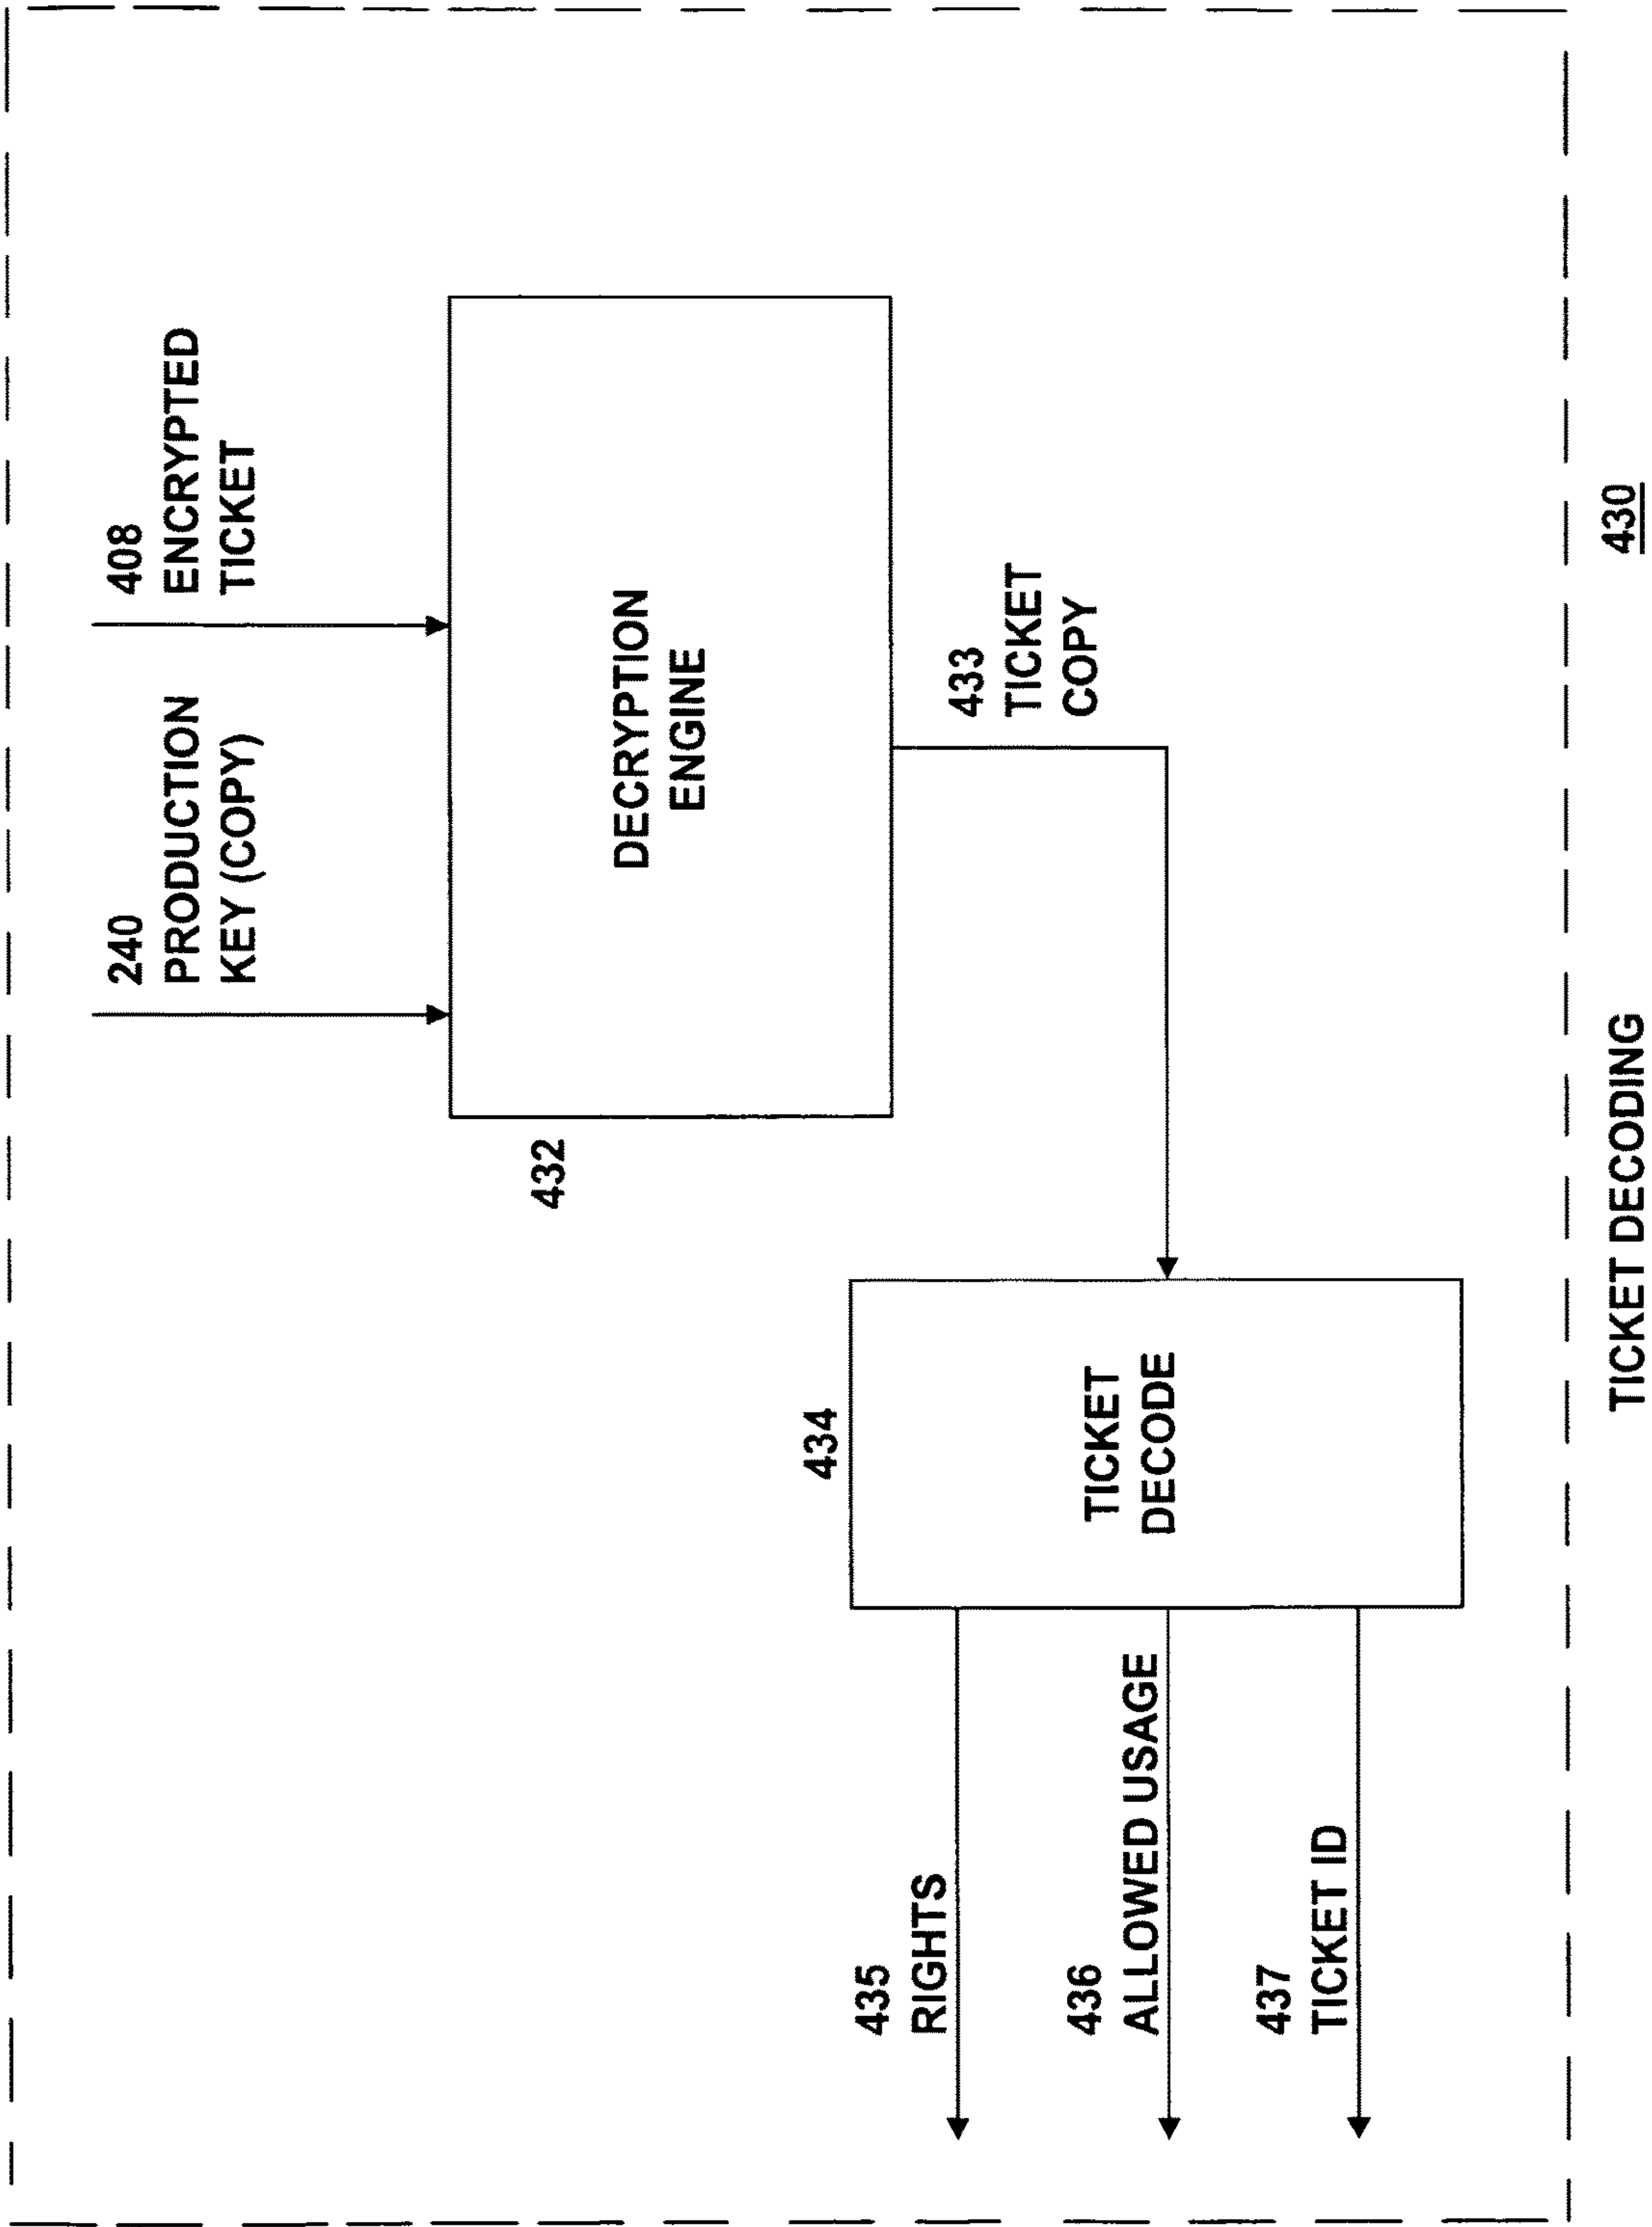 240
PRODUCTION
KEY (COPY)
408
ENCRYPTED
TICKET
432
DECRYPTION
ENGINE
433
TICKET
COPY
434
TICKET
DECODE
435
RIGHTS
436
ALLOWED USAGE
437
TICKET ID
TICKET DECODING
430